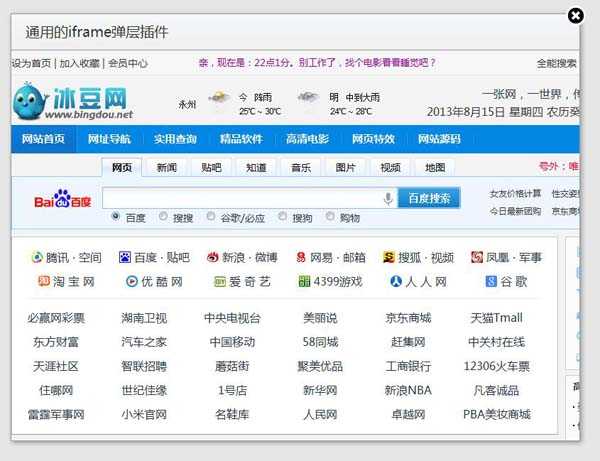 通用的iframe弹层插件
设为首页 | 加入收藏 | 会员中心 亲，现在是：22点1分。别工作了，找个电影看看睡觉吧？ 全能搜索
冰豆网
www.bingdou.net
永州 今 阵雨 25℃~ 30℃ 明 中到大雨 24℃~ 28℃
一张网，一世界，
2013年8月15日 星期四 农历癸
网站首页 网址导航 实用查询 精品软件 高清电影 网页特效 网站源码
网页 新闻 贴吧 知道 音乐 图片 视频 地图 号外：唯
Bai du 百度 百度搜索
百度 搜搜 谷歌/必应 搜狗 购物
女友价格计算 性交姿
今日最新团购 京东商
腾讯·空间 百度·贴吧 新浪·微博 网易·邮箱 搜狐·视频 凤凰·军事
淘宝网 优酷网 爱奇艺 4399游戏 人人网 谷歌
必赢网彩票 湖南卫视 中央电视台 美丽说 京东商城 天猫Tmall
东方财富 汽车之家 中国移动 58同城 赶集网 中关村在线
天涯社区 智联招聘 蘑菇街 聚美优品 工商银行 12306火车票
住哪网 世纪佳缘 1号店 新华网 新浪NBA 凡客诚品
雷霆军事网 小米官网 名鞋库 人民网 卓越网 PBA美妆商城